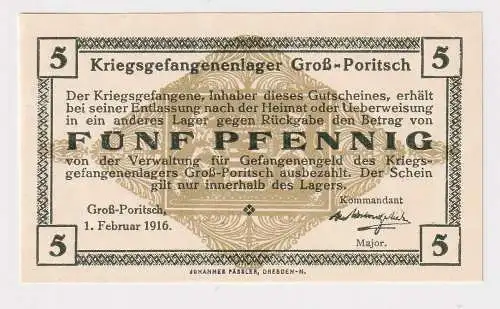 5 5
Kriegsgefangenenlager Groß-Poritsch
Der Kriegsgefangene, Inhaber dieses Gutscheines, erhält
bei seiner Entlassung nach der Heimat oder Ueberweisung
in ein anderes Lager gegen Rückgabe den Betrag von
FÜNF PFENNIG
von der Verwaltung für Gefangenengeld des Kriegs-
gefangenenlagers Groß-Poritsch ausbezahlt. Der Schein
gilt nur innerhalb des Lagers.
Groß-Poritsch,
1. Februar 1916.
Kommandant
Major.
5 5
JOHANNES PÄSSLER, DRESDEN-N.